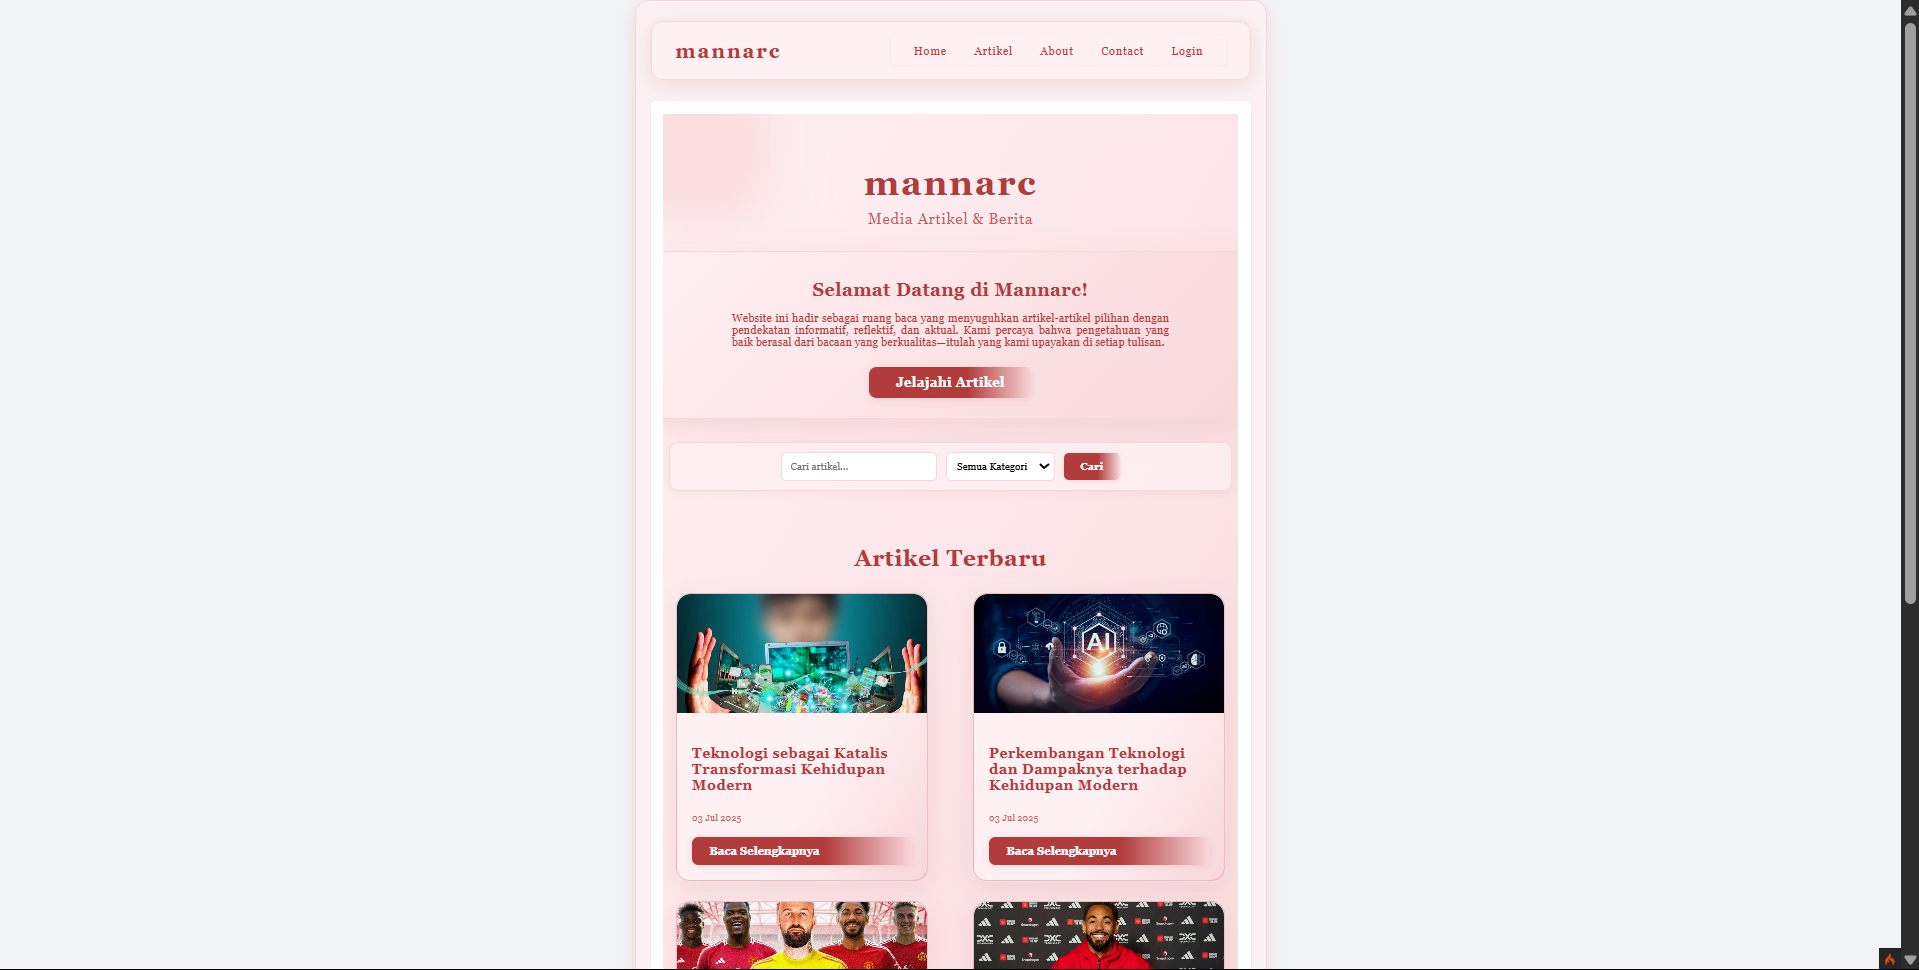 mannarc
Home Artikel About Contact Login
mannarc
Media Artikel & Berita
Selamat Datang di Mannarc!
Website ini hadir sebagai ruang baca yang menyuguhkan artikel-artikel pilihan dengan
pendekatan informatif, reflektif, dan aktual. Kami percaya bahwa pengetahuan yang
baik berasal dari bacaan yang berkualitas—itulah yang kami upayakan di setiap tulisan.
Jelajahi Artikel
Cari artikel...
Semua Kategori
Cari
Artikel Terbaru
AI
Teknologi sebagai Katalis
Transformasi Kehidupan
Modern
03 Jul 2025
Baca Selengkapnya
Perkembangan Teknologi
dan Dampaknya terhadap
Kehidupan Modern
03 Jul 2025
Baca Selengkapnya